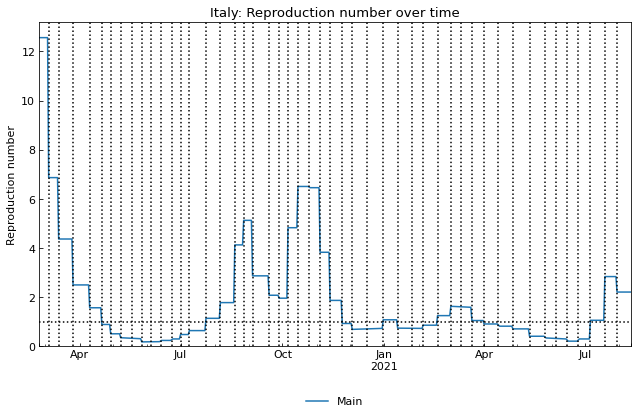 Italy: Reproduction number over time
Reproduction number
12
10
8
6
4
2
0
Apr
Jul
Oct
Jan
2021
Apr
Jul
Main